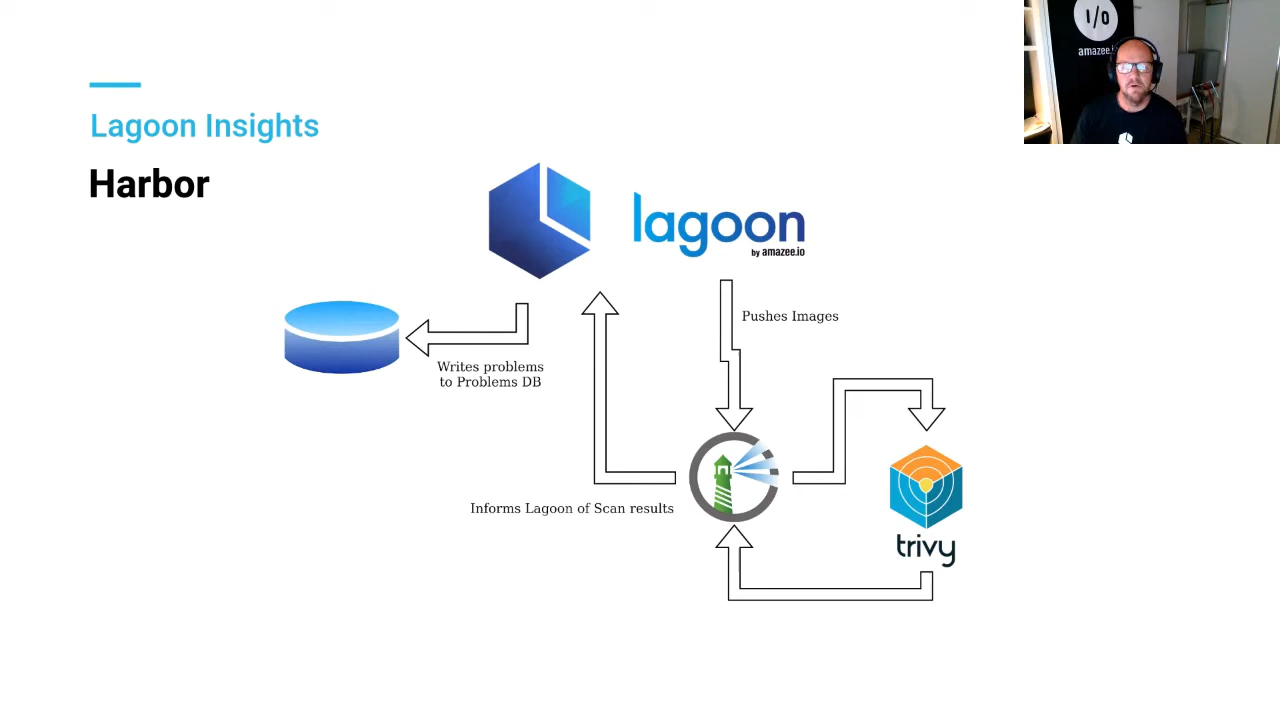 Lagoon Insights
Harbor
lagoon
by amazee.io
I/O
amazee.i
Pushes Images
Writes problems
to Problems DB
Informs Lagoon of Scan results
trivy